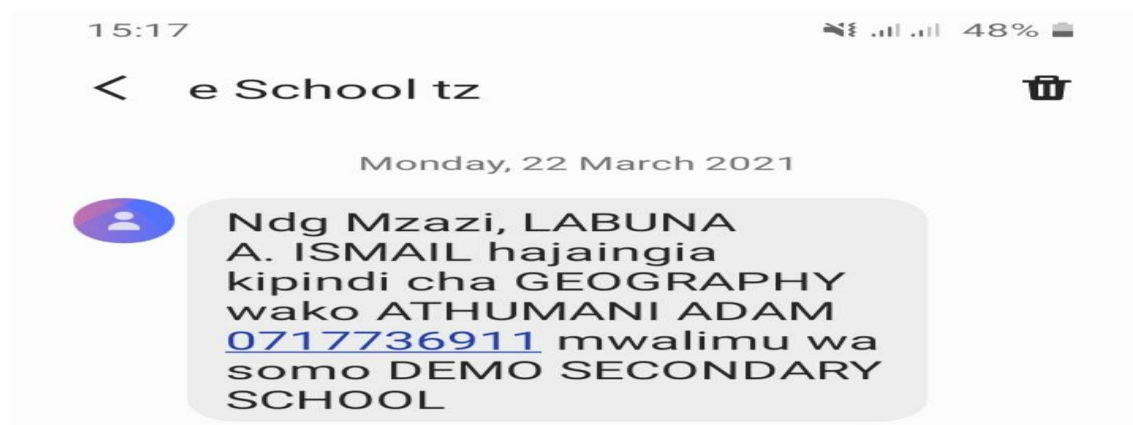 15:17 48%
e School tz
Monday, 22 March 2021
Ndg Mzazi, LABUNA
A. ISMAIL hajaingia
kipindi cha GEOGRAPHY
wako ATHUMANI ADAM
0717736911 mwalimu wa
somo DEMO SECONDARY
SCHOOL